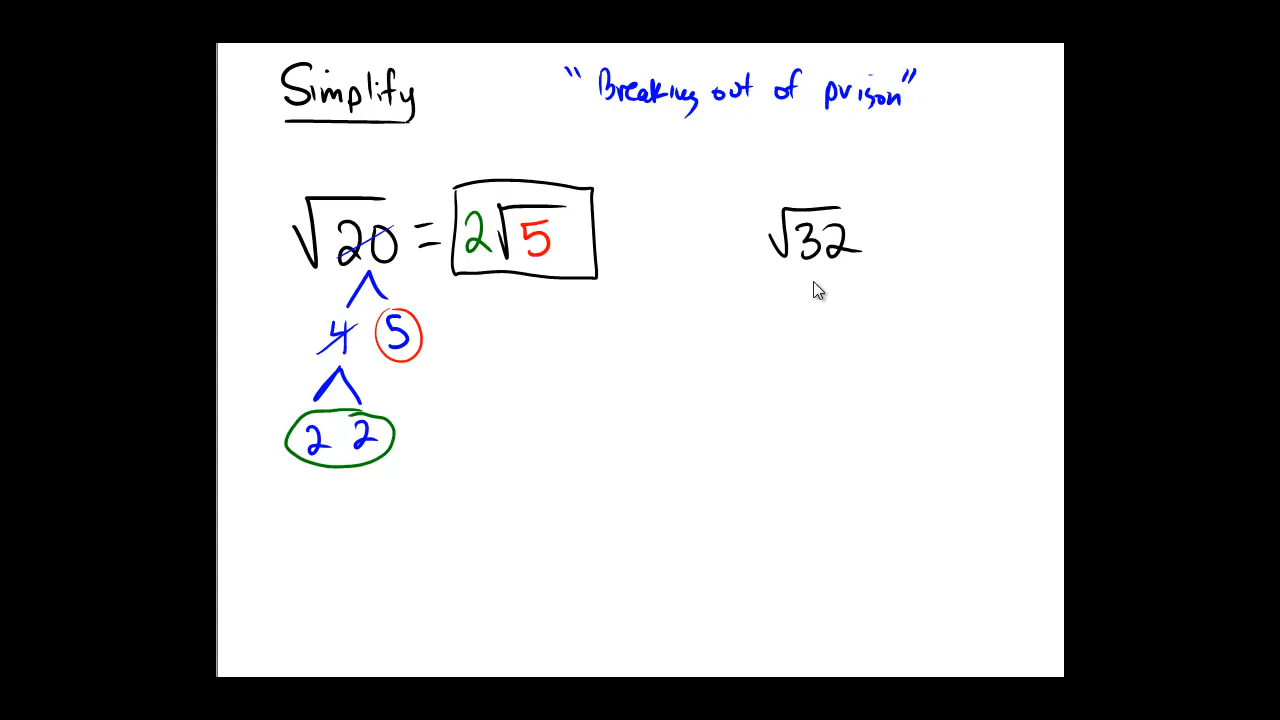 Simplify
"Breaking out of prison"
√20 = 2√5
√32
4 5
2 2